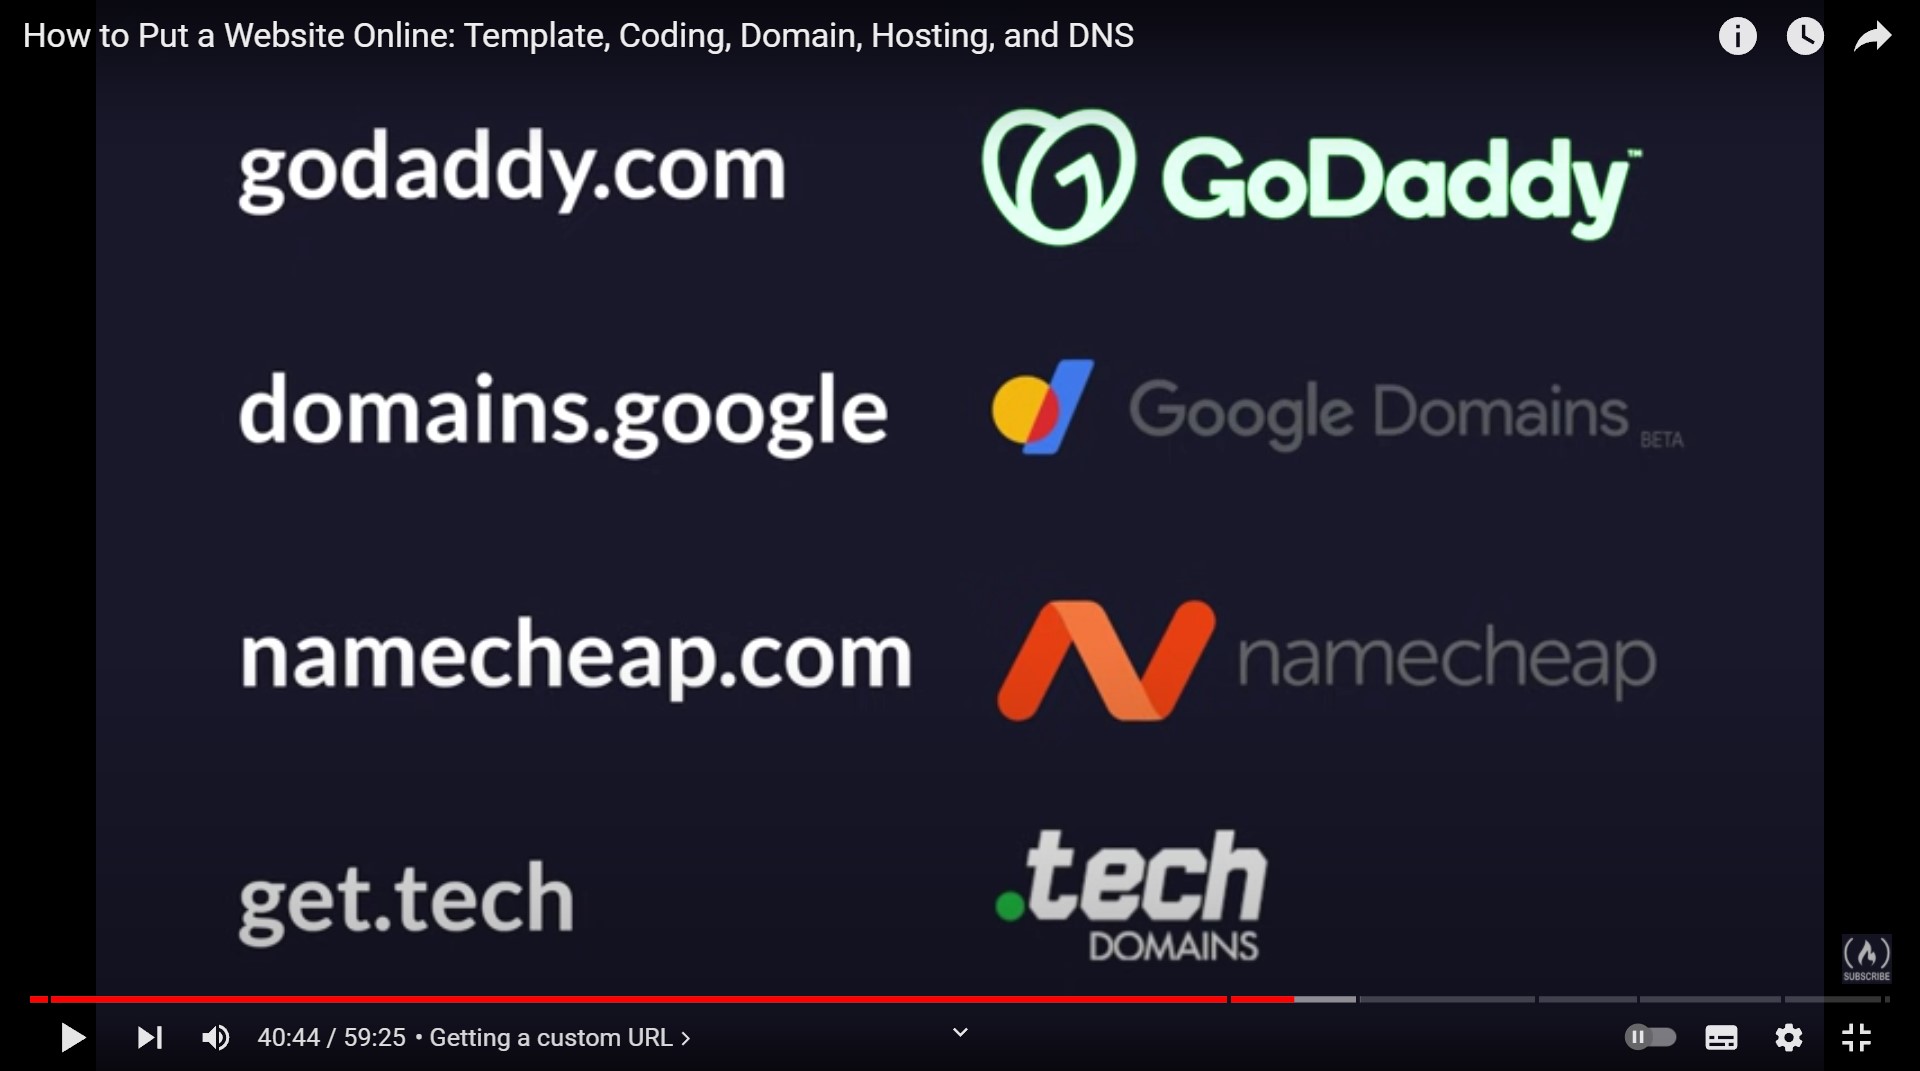 How to Put a Website Online: Template, Coding, Domain, Hosting, and DNS
godaddy.com
GoDaddy™
domains.google
Google Domains BETA
namecheap.com
namecheap
get.tech
.tech
DOMAINS
SUBSCRIBE
40:44 / 59:25 • Getting a custom URL